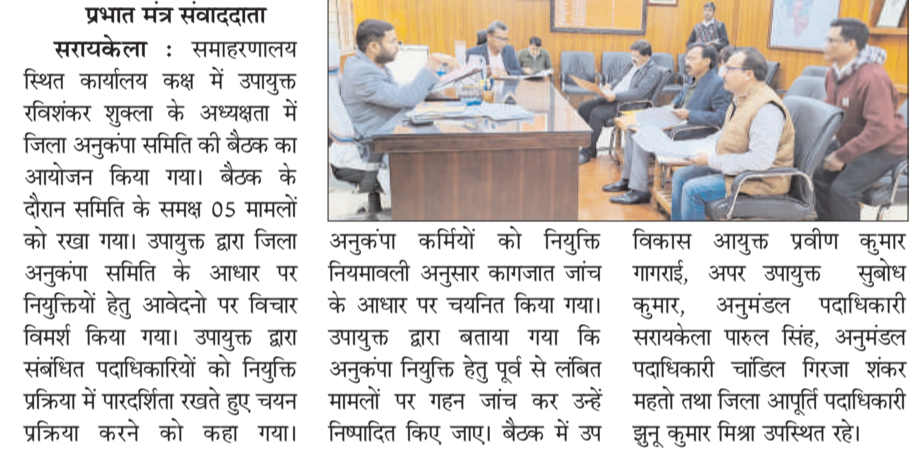 प्रभात मंत्र संवाददाता
सरायकेला : समाहरणालय
स्थित कार्यालय कक्ष में उपायुक्त
रविशंकर शुक्ला के अध्यक्षता में
जिला अनुकंपा समिति की बैठक का
आयोजन किया गया। बैठक के
दौरान समिति के समक्ष 05 मामलों
को रखा गया। उपायुक्त द्वारा जिला
अनुकंपा समिति के आधार पर
नियुक्तियों हेतु आवेदनो पर विचार
विमर्श किया गया। उपायुक्त द्वारा
संबंधित पदाधिकारियों को नियुक्ति
प्रक्रिया में पारदर्शिता रखते हुए चयन
प्रक्रिया करने को कहा गया।
अनुकंपा कर्मियों को नियुक्ति
नियमावली अनुसार कागजात जांच
के आधार पर चयनित किया गया।
उपायुक्त द्वारा बताया गया कि
अनुकंपा नियुक्ति हेतु पूर्व से लंबित
मामलों पर गहन जांच कर उन्हें
निष्पादित किए जाए। बैठक में उप
विकास आयुक्त प्रवीण कुमार
गागराई, अपर उपायुक्त सुबोध
कुमार, अनुमंडल पदाधिकारी
सरायकेला पारुल सिंह, अनुमंडल
पदाधिकारी चांडिल गिरजा शंकर
महतो तथा जिला आपूर्ति पदाधिकारी
झुनू कुमार मिश्रा उपस्थित रहे।